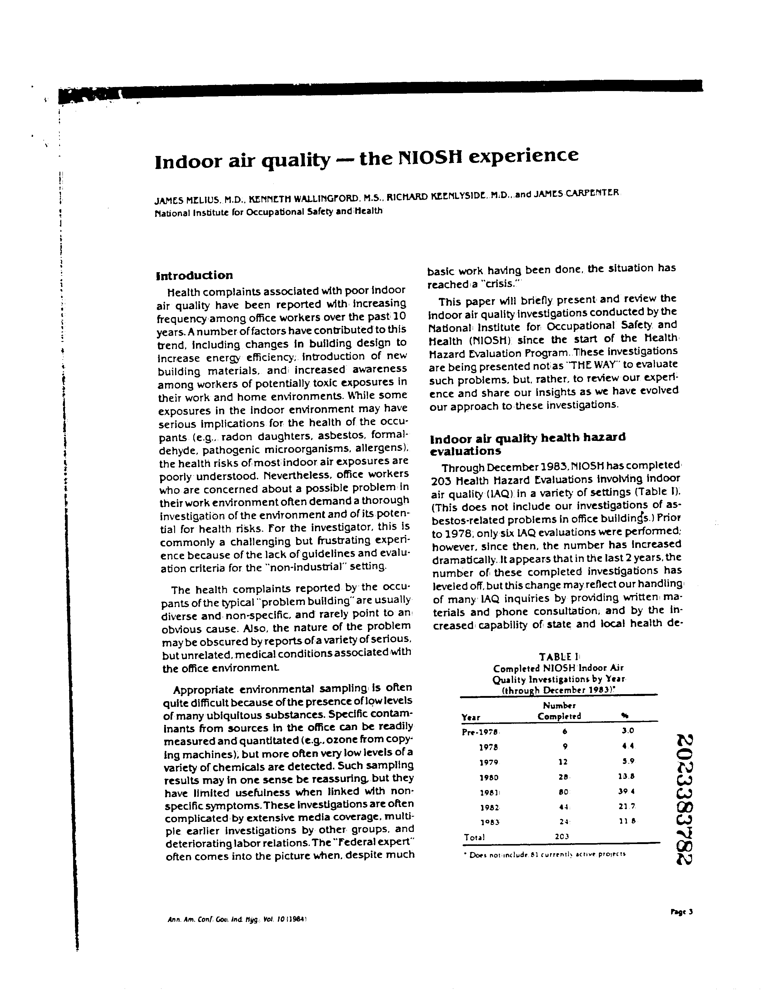 Indoor air quality — the NIOSH experience
JAMES MELIUS, M.D., KENNETH WALLINGFORD, M.S., RICHARD KEENLYSIDE, M.D., and JAMES CARPENTER
National Institute for Occupational Safety and Health
Introduction
Health complaints associated with poor indoor
air quality have been reported with increasing
frequency among office workers over the past 10
years. A number of factors have contributed to this
trend, including changes in building design to
increase energy efficiency; introduction of new
building materials, and increased awareness
among workers of potentially toxic exposures in
their work and home environments. While some
exposures in the indoor environment may have
serious implications for the health of the occu-
pants (e.g., radon daughters, asbestos, formal-
dehyde, pathogenic microorganisms, allergens),
the health risks of most indoor air exposures are
poorly understood. Nevertheless, office workers
who are concerned about a possible problem in
their work environment often demand a thorough
investigation of the environment and of its poten-
tial for health risks. For the investigator, this is
commonly a challenging but frustrating experi-
ence because of the lack of guidelines and evalu-
ation criteria for the "non-industrial" setting.
The health complaints reported by the occu-
pants of the typical "problem building" are usually
diverse and non-specific, and rarely point to an
obvious cause. Also, the nature of the problem
may be obscured by reports of a variety of serious,
but unrelated, medical conditions associated with
the office environment.
Appropriate environmental sampling is often
quite difficult because of the presence of low levels
of many ubiquitous substances. Specific contam-
inants from sources in the office can be readily
measured and quantitated (e.g., ozone from copy-
ing machines), but more often very low levels of a
variety of chemicals are detected. Such sampling
results may in one sense be reassuring, but they
have limited usefulness when linked with non-
specific symptoms. These investigations are often
complicated by extensive media coverage, multi-
ple earlier investigations by other groups, and
deteriorating labor relations. The "Federal expert"
often comes into the picture when, despite much
basic work having been done, the situation has
reached a "crisis."
This paper will briefly present and review the
indoor air quality investigations conducted by the
National Institute for Occupational Safety and
Health (NIOSH) since the start of the Health
Hazard Evaluation Program. These investigations
are being presented not as "THE WAY" to evaluate
such problems, but, rather, to review our experi-
ence and share our insights as we have evolved
our approach to these investigations.
Indoor air quality health hazard
evaluations
Through December 1983, NIOSH has completed
203 Health Hazard Evaluations involving indoor
air quality (IAQ) in a variety of settings (Table I).
(This does not include our investigations of as-
bestos-related problems in office buildings.) Prior
to 1978, only six IAQ evaluations were performed;
however, since then, the number has increased
dramatically. It appears that in the last 2 years, the
number of these completed investigations has
leveled off, but this change may reflect our handling
of many IAQ inquiries by providing written ma-
terials and phone consultation, and by the in-
creased capability of state and local health de-
TABLE I
Completed NIOSH Indoor Air
Quality Investigations by Year
(through December 1983)*
Number
Year Completed %
Pre-1978 6 3.0
1978 9 4.4
1979 12 5.9
1980 28 13.8
1981 80 39.4
1982 44 21.7
1983 24 11.8
Total 203
* Does not include 81 currently active projects
2023383782
Ann. Am. Conf. Gov. Ind. Hyg. Vol. 10 (1984)
Page 3